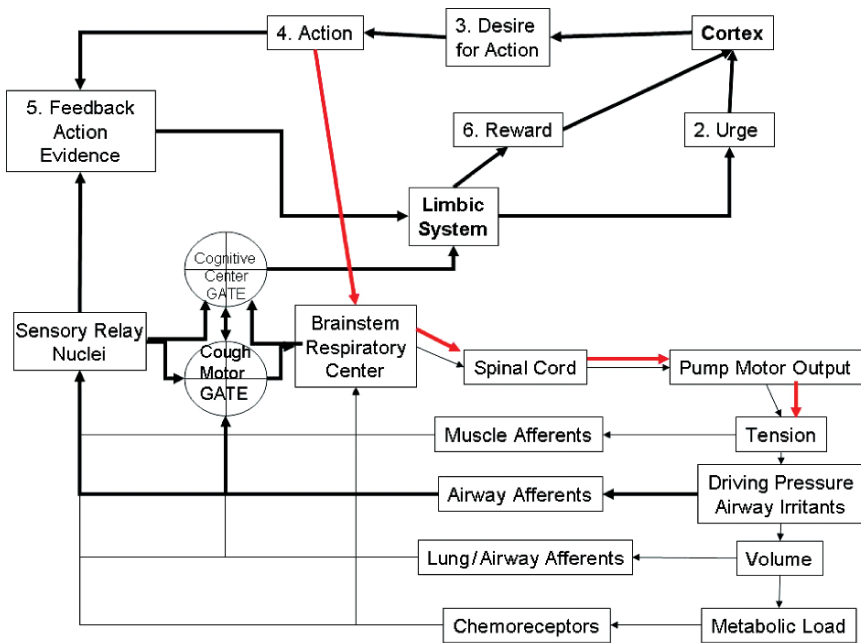 4. Action
3. Desire
for Action
Cortex
5. Feedback
Action
Evidence
6. Reward
2. Urge
Limbic
System
Cognitive
Center
GATE
Sensory Relay
Nuclei
Cough
Motor
GATE
Brainstem
Respiratory
Center
Spinal Cord
Pump Motor Output
Muscle Afferents
Tension
Airway Afferents
Driving Pressure
Airway Irritants
Lung/Airway Afferents
Volume
Chemoreceptors
Metabolic Load